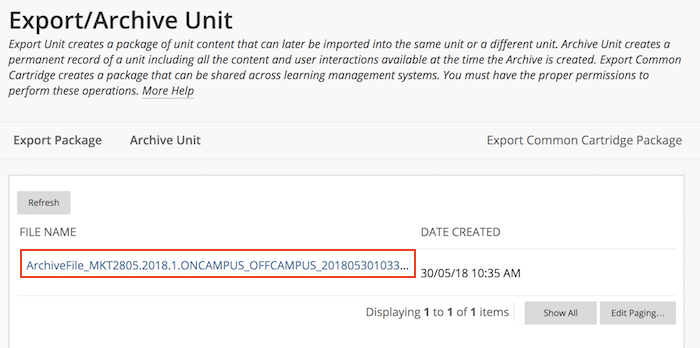 Export/Archive Unit
Export Unit creates a package of unit content that can later be imported into the same unit or a different unit. Archive Unit creates a
permanent record of a unit including all the content and user interactions available at the time the Archive is created. Export Common
Cartridge creates a package that can be shared across learning management systems. You must have the proper permissions to
perform these operations. More Help
Export Package Archive Unit Export Common Cartridge Package
Refresh
FILE NAME DATE CREATED
ArchiveFile_MKT2805.2018.1.ONCAMPUS_OFFCAMPUS_201805301033... 30/05/18 10:35 AM
Displaying 1 to 1 of 1 items Show All Edit Paging...